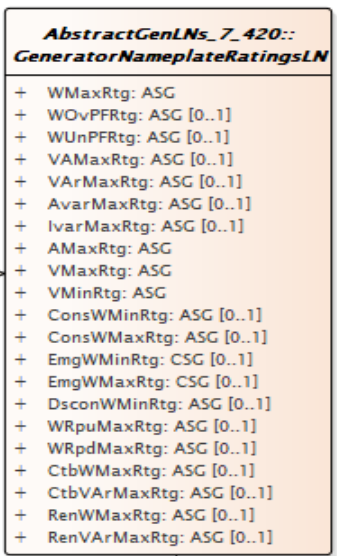 AbstractGenLNs_7_420::
GeneratorNameplateRatingsLN
+ WMaxRtg: ASG
+ WOvPFRtg: ASG [0..1]
+ WUnPFRtg: ASG [0..1]
+ VAMaxRtg: ASG [0..1]
+ VArMaxRtg: ASG [0..1]
+ AvarMaxRtg: ASG [0..1]
+ IvarMaxRtg: ASG [0..1]
+ AMaxRtg: ASG
+ VMaxRtg: ASG
+ VMinRtg: ASG
+ ConsWMinRtg: ASG [0..1]
+ ConsWMaxRtg: ASG [0..1]
+ EmgWMinRtg: CSG [0..1]
+ EmgWMaxRtg: CSG [0..1]
+ DsconWMinRtg: ASG [0..1]
+ WRpuMaxRtg: ASG [0..1]
+ WRpdMaxRtg: ASG [0..1]
+ CtbWMaxRtg: ASG [0..1]
+ CtbVArMaxRtg: ASG [0..1]
+ RenWMaxRtg: ASG [0..1]
+ RenVArMaxRtg: ASG [0..1]